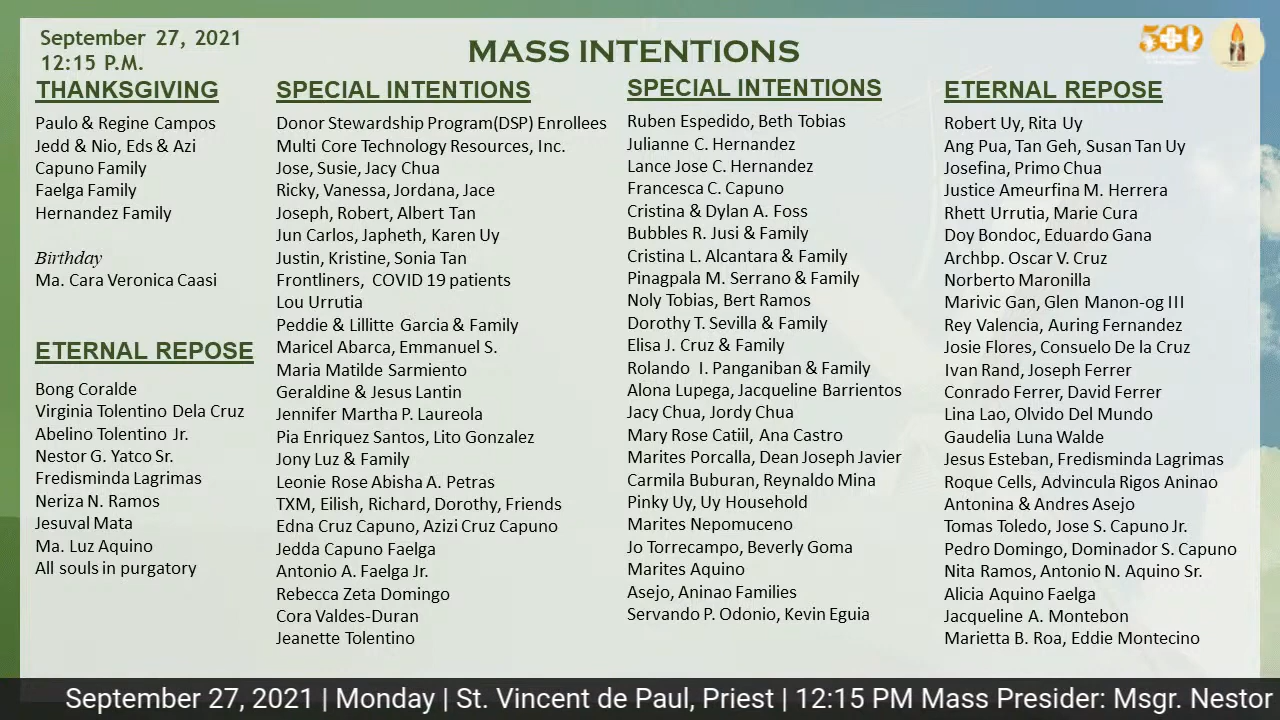 September 27, 2021
12:15 P.M.
MASS INTENTIONS
500
THANKSGIVING
Paulo & Regine Campos
Jedd & Nio, Eds & Azi
Capuno Family
Faelga Family
Hernandez Family
Birthday
Ma. Cara Veronica Caasi
ETERNAL REPOSE
Bong Coralde
Virginia Tolentino Dela Cruz
Abelino Tolentino Jr.
Nestor G. Yatco Sr.
Fredisminda Lagrimas
Neriza N. Ramos
Jesuval Mata
Ma. Luz Aquino
All souls in purgatory
SPECIAL INTENTIONS
Donor Stewardship Program(DSP) Enrollees
Multi Core Technology Resources, Inc.
Jose, Susie, Jacy Chua
Ricky, Vanessa, Jordana, Jace
Joseph, Robert, Albert Tan
Jun Carlos, Japheth, Karen Uy
Justin, Kristine, Sonia Tan
Frontliners, COVID 19 patients
Lou Urrutia
Peddie & Lillitte Garcia & Family
Maricel Abarca, Emmanuel S.
Maria Matilde Sarmiento
Geraldine & Jesus Lantin
Jennifer Martha P. Laureola
Pia Enriquez Santos, Lito Gonzalez
Jony Luz & Family
Leonie Rose Abisha A. Petras
TXM, Eilish, Richard, Dorothy, Friends
Edna Cruz Capuno, Azizi Cruz Capuno
Jedda Capuno Faelga
Antonio A. Faelga Jr.
Rebecca Zeta Domingo
Cora Valdes-Duran
Jeanette Tolentino
SPECIAL INTENTIONS
Ruben Espedido, Beth Tobias
Julianne C. Hernandez
Lance Jose C. Hernandez
Francesca C. Capuno
Cristina & Dylan A. Foss
Bubbles R. Jusi & Family
Cristina L. Alcantara & Family
Pinagpala M. Serrano & Family
Noly Tobias, Bert Ramos
Dorothy T. Sevilla & Family
Elisa J. Cruz & Family
Rolando I. Panganiban & Family
Alona Lupega, Jacqueline Barrientos
Jacy Chua, Jordy Chua
Mary Rose Catiil, Ana Castro
Marites Porcalla, Dean Joseph Javier
Carmila Buburan, Reynaldo Mina
Pinky Uy, Uy Household
Marites Nepomuceno
Jo Torrecampo, Beverly Goma
Marites Aquino
Asejo, Aninao Families
Servando P. Odonio, Kevin Eguia
ETERNAL REPOSE
Robert Uy, Rita Uy
Ang Pua, Tan Geh, Susan Tan Uy
Josefina, Primo Chua
Justice Ameurfina M. Herrera
Rhett Urrutia, Marie Cura
Doy Bondoc, Eduardo Gana
Archbp. Oscar V. Cruz
Norberto Maronilla
Marivic Gan, Glen Manon-og III
Rey Valencia, Auring Fernandez
Josie Flores, Consuelo De la Cruz
Ivan Rand, Joseph Ferrer
Conrado Ferrer, David Ferrer
Lina Lao, Olvido Del Mundo
Gaudelia Luna Walde
Jesus Esteban, Fredisminda Lagrimas
Roque Cells, Advincula Rigos Aninao
Antonina & Andres Asejo
Tomas Toledo, Jose S. Capuno Jr.
Pedro Domingo, Dominador S. Capuno
Nita Ramos, Antonio N. Aquino Sr.
Alicia Aquino Faelga
Jacqueline A. Montebon
Marietta B. Roa, Eddie Montecino
September 27, 2021 | Monday | St. Vincent de Paul, Priest | 12:15 PM Mass Presider: Msgr. Nestor